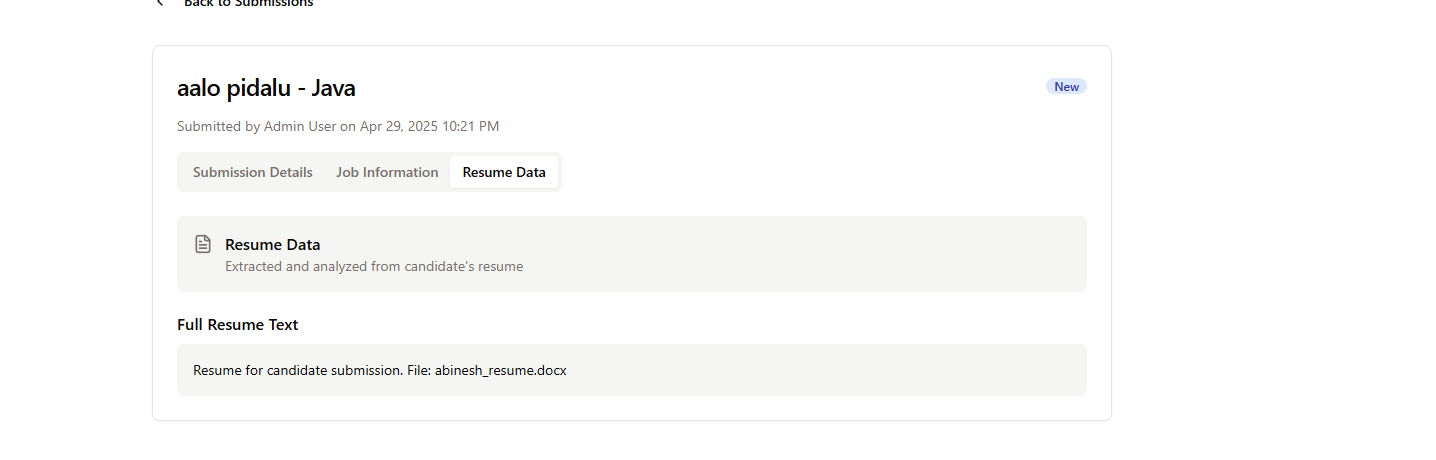 Back to Submissions
aalo pidalu - Java
New
Submitted by Admin User on Apr 29, 2025 10:21 PM
Submission Details
Job Information
Resume Data
Resume Data
Extracted and analyzed from candidate's resume
Full Resume Text
Resume for candidate submission. File: abinesh_resume.docx